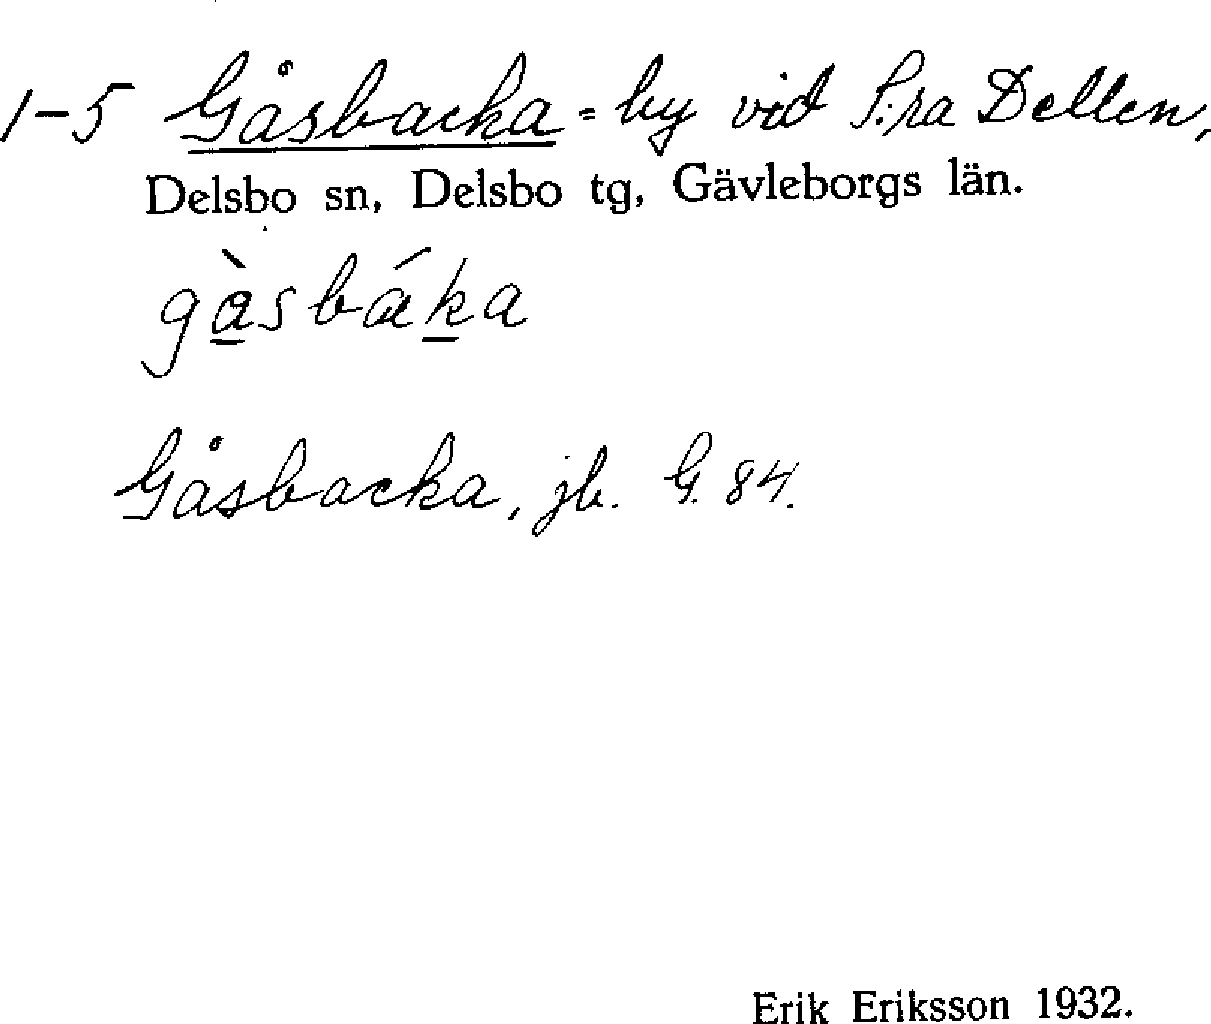 1-5 Gåsbacka = by vid S:ra Dellen,
Delsbo sn, Delsbo tg, Gävleborgs län.
gàsbáka
Gåsbacka, jb. G. 84.
Erik Eriksson 1932.